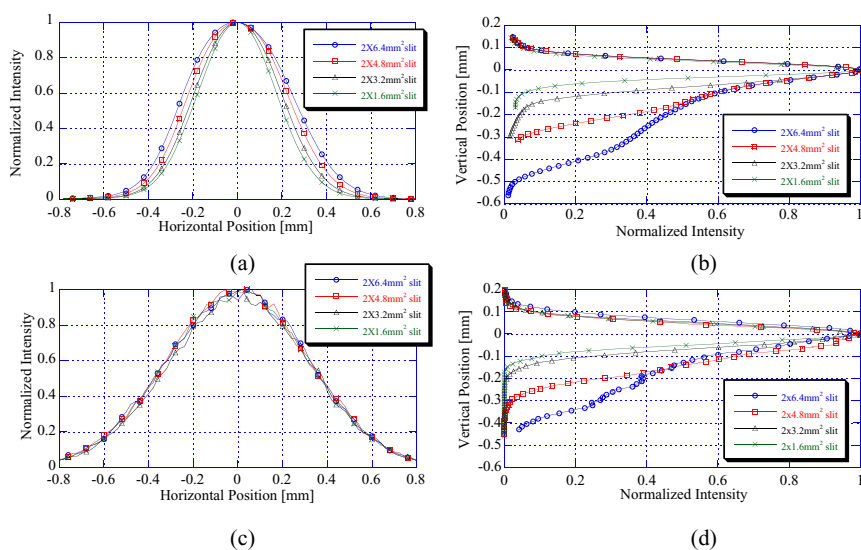 Normalized Intensity
1
0.8
0.6
0.4
0.2
0
-0.8 -0.6 -0.4 -0.2 0 0.2 0.4 0.6 0.8
Horizontal Position [mm]
2X6.4mm² slit
2X4.8mm² slit
2X3.2mm² slit
2X1.6mm² slit
(a)
Vertical Position [mm]
0.2
0.1
0
-0.1
-0.2
-0.3
-0.4
-0.5
-0.6
0 0.2 0.4 0.6 0.8 1
Normalized Intensity
2X6.4mm² slit
2X4.8mm² slit
2X3.2mm² slit
2X1.6mm² slit
(b)
Normalized Intensity
1
0.8
0.6
0.4
0.2
0
-0.8 -0.6 -0.4 -0.2 0 0.2 0.4 0.6 0.8
Horizontal Position [mm]
2X6.4mm² slit
2X4.8mm² slit
2X3.2mm² slit
2X1.6mm² slit
(c)
Vertical Position [mm]
0.2
0.1
0
-0.1
-0.2
-0.3
-0.4
-0.5
-0.6
0 0.2 0.4 0.6 0.8 1
Normalized Intensity
2x6.4mm² slit
2x4.8mm² slit
2x3.2mm² slit
2x1.6mm² slit
(d)